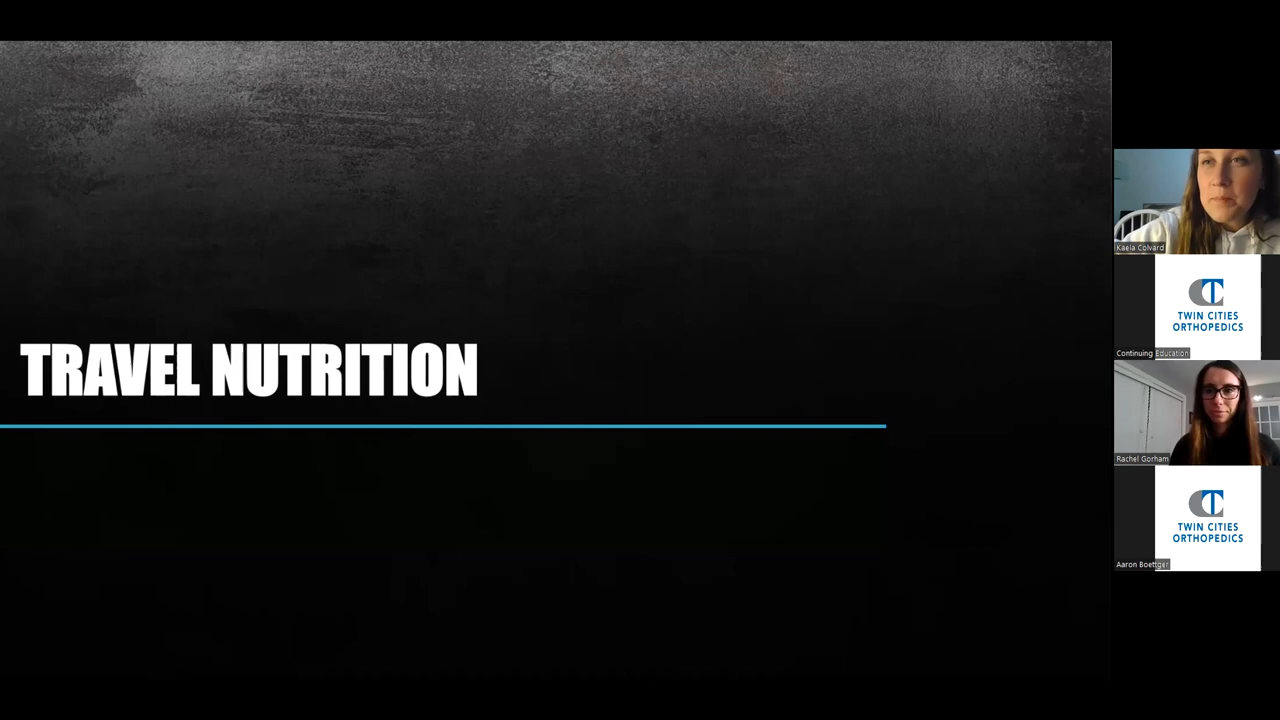 TRAVEL NUTRITION
Kaela Colvard
TWIN CITIES
ORTHOPEDICS
Continuing Education
Rachel Gorham
TWIN CITIES
ORTHOPEDICS
Aaron Boettger